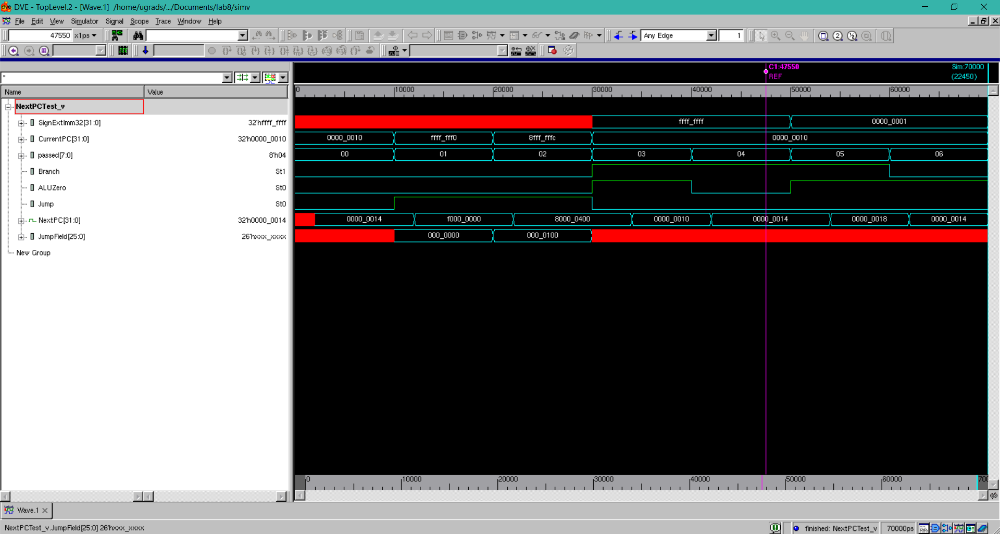 DVE - TopLevel.2 - [Wave.1] /home/ugrads/.../Documents/lab8/simv
File Edit View Simulator Signal Scope Trace Window Help
47550 x1ps Any Edge 1
C1:47550 Sim:70000
REF (22450)
*
Name Value
0 10000 20000 30000 40000 50000 60000
NextPCTest_v
SignExtImm32[31:0] 32'hffff_ffff ffff_ffff 0000_0001
CurrentPC[31:0] 32'h0000_0010 0000_0010 ffff_fff0 8fff_fffc 0000_0010
passed[7:0] 8'h04 00 01 02 03 04 05 06
Branch St1
ALUZero St0
Jump St0
NextPC[31:0] 32'h0000_0014 0000_0014 f000_0000 8000_0400 0000_0010 0000_0014 0000_0018 0000_0014
JumpField[25:0] 26'hxxx_xxxx 000_0000 000_0100
New Group
0 10000 20000 30000 40000 50000 60000 700
Wave.1
NextPCTest_v.JumpField[25:0] 26'hxxx_xxxx finished: NextPCTest_v 70000ps